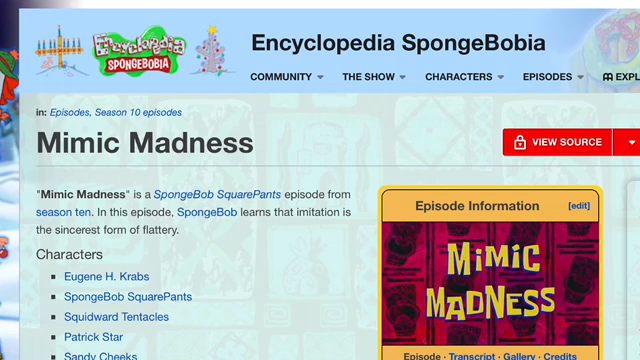 Encyclopedia
SPONGEBOBIA
Encyclopedia SpongeBobia
COMMUNITY THE SHOW CHARACTERS EPISODES EXPL
in: Episodes, Season 10 episodes
Mimic Madness
VIEW SOURCE
"Mimic Madness" is a SpongeBob SquarePants episode from
season ten. In this episode, SpongeBob learns that imitation is
the sincerest form of flattery.
Characters
Eugene H. Krabs
SpongeBob SquarePants
Squidward Tentacles
Patrick Star
Sandy Cheeks
Episode Information [edit]
MiMiC
MADNESS
Episode · Transcript · Gallery · Credits